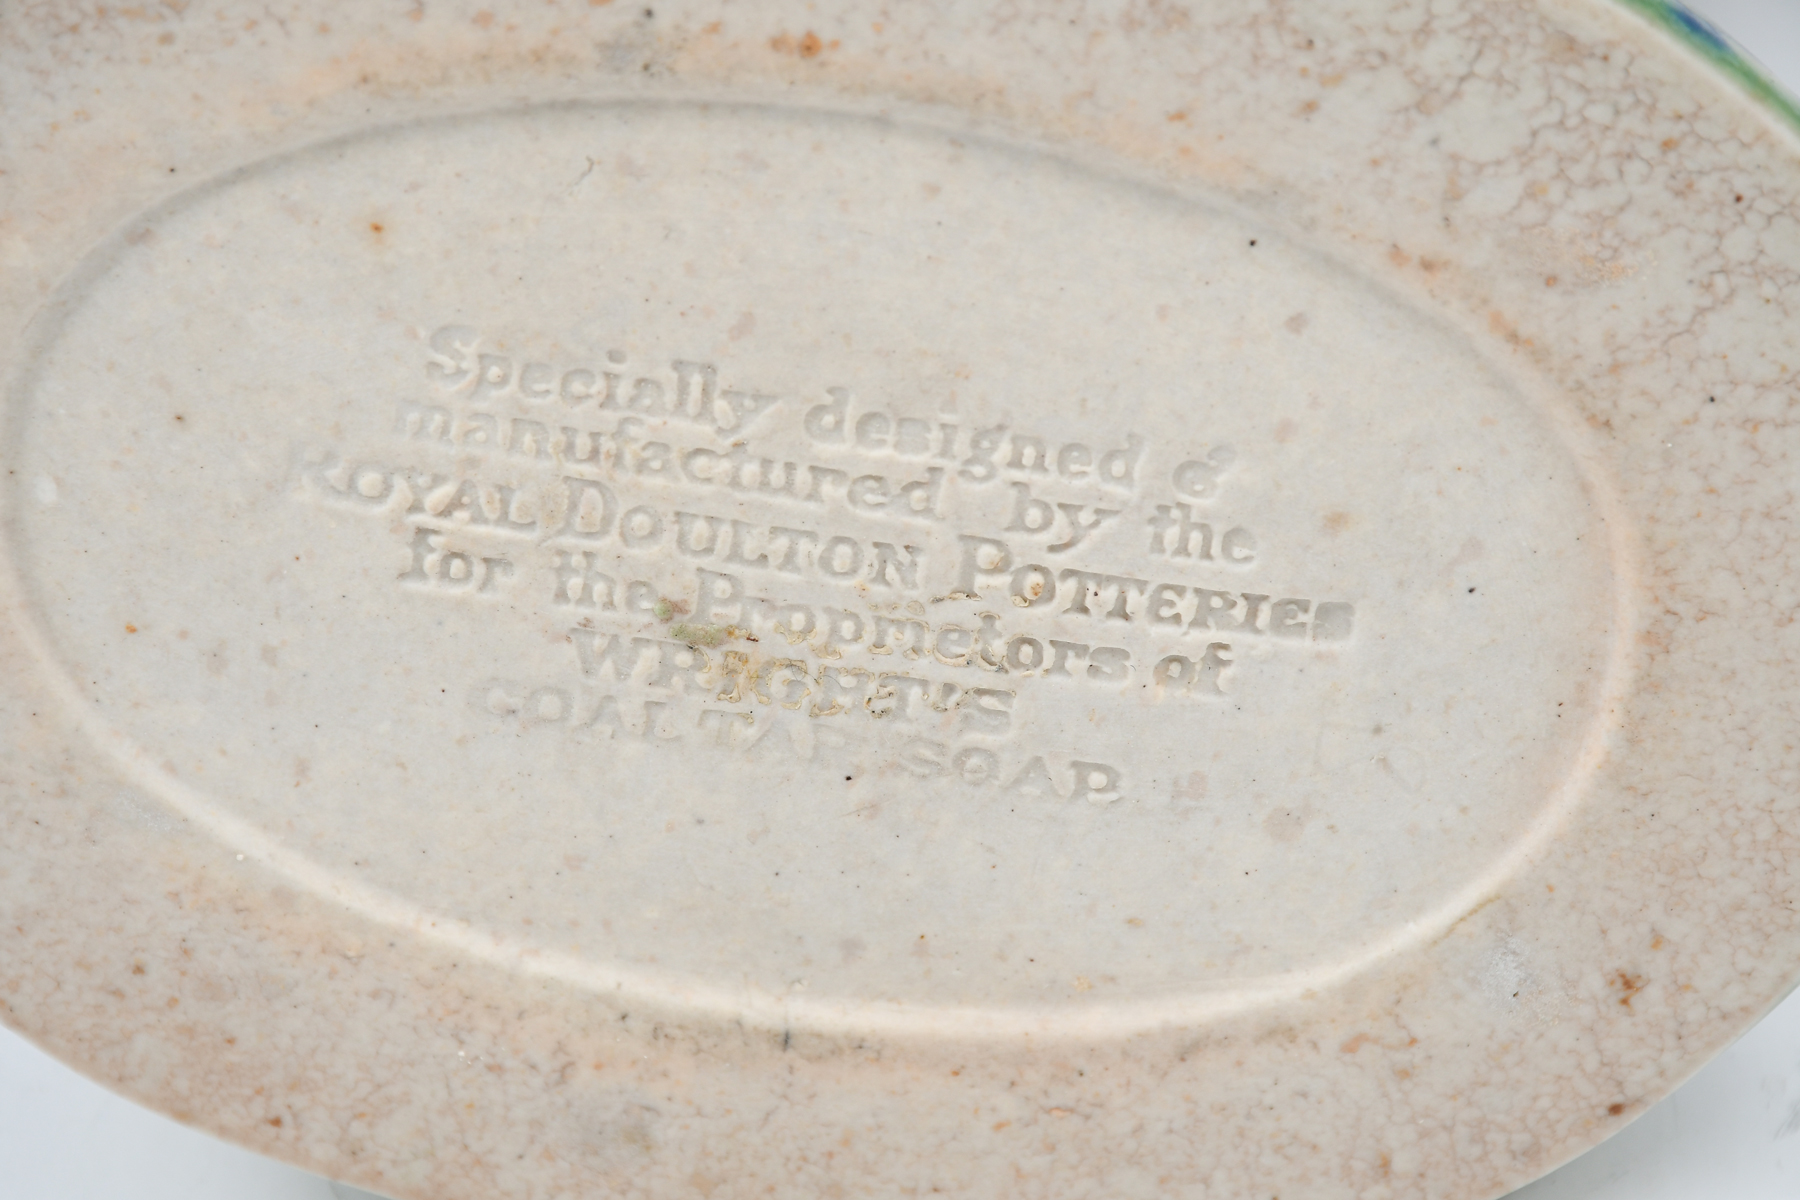 Specially designed &
manufactured by the
ROYAL DOULTON POTTERIES
for the Proprietors of
WRIGHT'S
COAL TAR SOAP